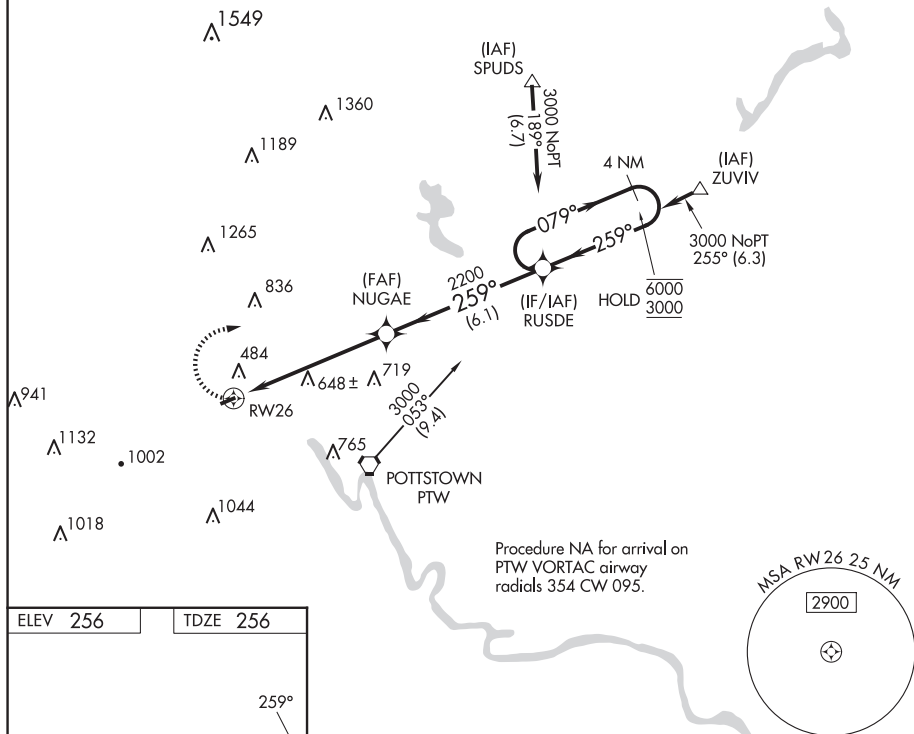 1549
(IAF)
SPUDS
3000 NoPT
189°
(6.7)
1360
1189
4 NM
(IAF)
ZUVIV
079°
259°
3000 NoPT
255° (6.3)
1265
(FAF)
NUGAE
2200
259°
(6.1)
(IF/IAF)
RUSDE
HOLD
6000
3000
836
484
648 ±
719
941
RW26
3000
053°
(9.4)
1132
1002
765
POTTSTOWN
PTW
1018
1044
Procedure NA for arrival on
PTW VORTAC airway
radials 354 CW 095.
MSA RW26 25 NM
2900
ELEV 256
TDZE 256
259°